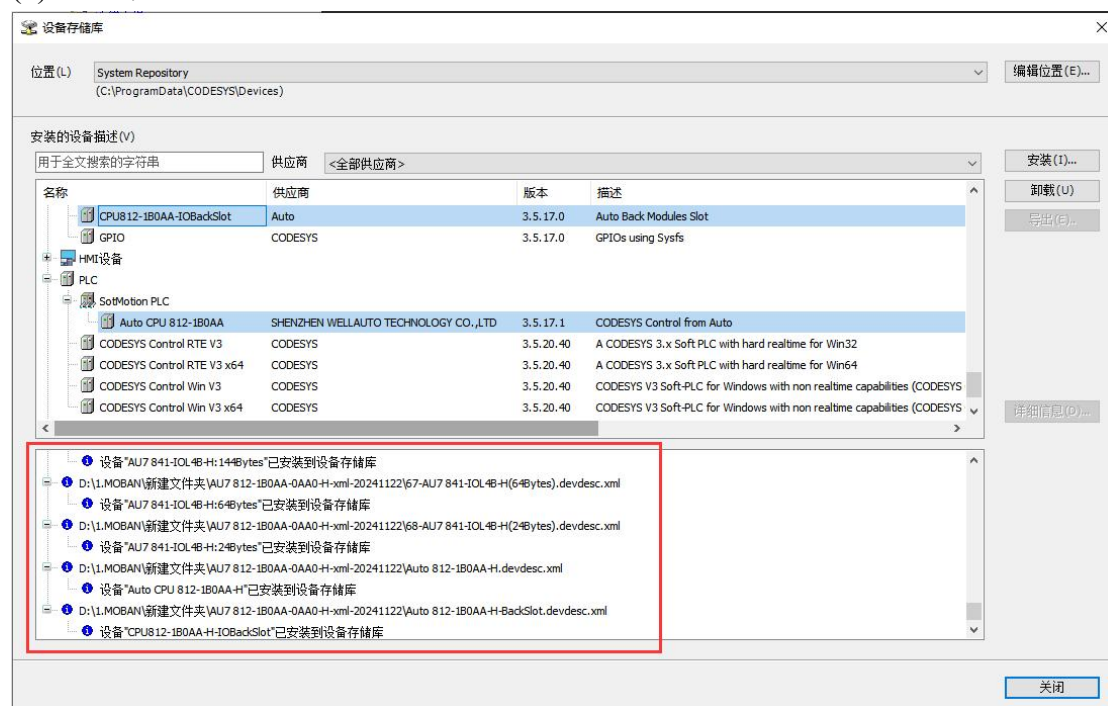 设备存储库
位置(L) System Repository 编辑位置(E)...
(C:\ProgramData\CODESYS\Devices)
安装的设备描述(V)
用于全文搜索的字符串 供应商 <全部供应商> 安装(I)...
名称 供应商 版本 描述 卸载(U)
CPU812-1B0AA-IOBackSlot Auto 3.5.17.0 Auto Back Modules Slot 导出(E)...
GPIO CODESYS 3.5.17.0 GPIOs using Sysfs
HMI设备
PLC
SotMotion PLC
Auto CPU 812-1B0AA SHENZHEN WELLAUTO TECHNOLOGY CO.,LTD 3.5.17.1 CODESYS Control from Auto
CODESYS Control RTE V3 CODESYS 3.5.20.40 A CODESYS 3.x Soft PLC with hard realtime for Win32
CODESYS Control RTE V3 x64 CODESYS 3.5.20.40 A CODESYS 3.x Soft PLC with hard realtime for Win64
CODESYS Control Win V3 CODESYS 3.5.20.40 CODESYS V3 Soft-PLC for Windows with non realtime capabilities (CODESYS
CODESYS Control Win V3 x64 CODESYS 3.5.20.40 CODESYS V3 Soft-PLC for Windows with non realtime capabilities (CODESYS 详细信息(D)...
设备"AU7 841-IOL4B-H:144Bytes"已安装到设备存储库
D:\1.MOBAN\新建文件夹\AU7 812-1B0AA-0AA0-H-xml-20241122\67-AU7 841-IOL4B-H(64Bytes).devdesc.xml
设备"AU7 841-IOL4B-H:64Bytes"已安装到设备存储库
D:\1.MOBAN\新建文件夹\AU7 812-1B0AA-0AA0-H-xml-20241122\68-AU7 841-IOL4B-H(24Bytes).devdesc.xml
设备"AU7 841-IOL4B-H:24Bytes"已安装到设备存储库
D:\1.MOBAN\新建文件夹\AU7 812-1B0AA-0AA0-H-xml-20241122\Auto 812-1B0AA-H.devdesc.xml
设备"Auto CPU 812-1B0AA-H"已安装到设备存储库
D:\1.MOBAN\新建文件夹\AU7 812-1B0AA-0AA0-H-xml-20241122\Auto 812-1B0AA-H-BackSlot.devdesc.xml
设备"CPU812-1B0AA-H-IOBackSlot"已安装到设备存储库
关闭